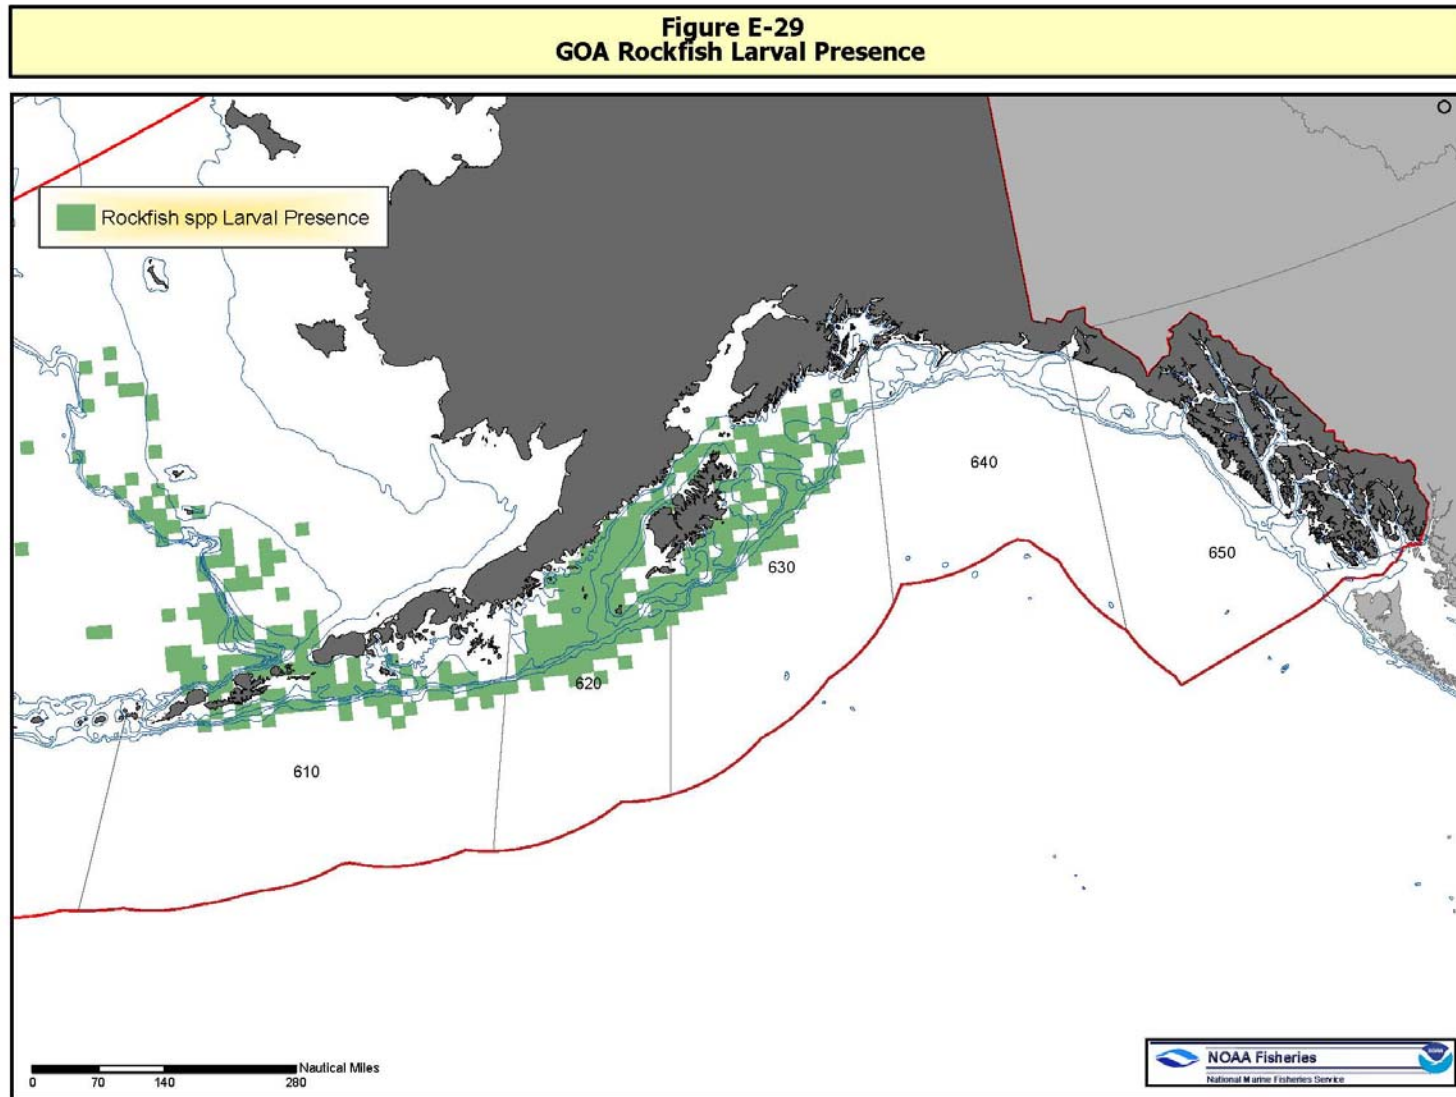 Figure E-29
GOA Rockfish Larval Presence
Rockfish spp Larval Presence
640
650
630
620
610
Nautical Miles
0 70 140 280
NOAA Fisheries
National Marine Fisheries Service